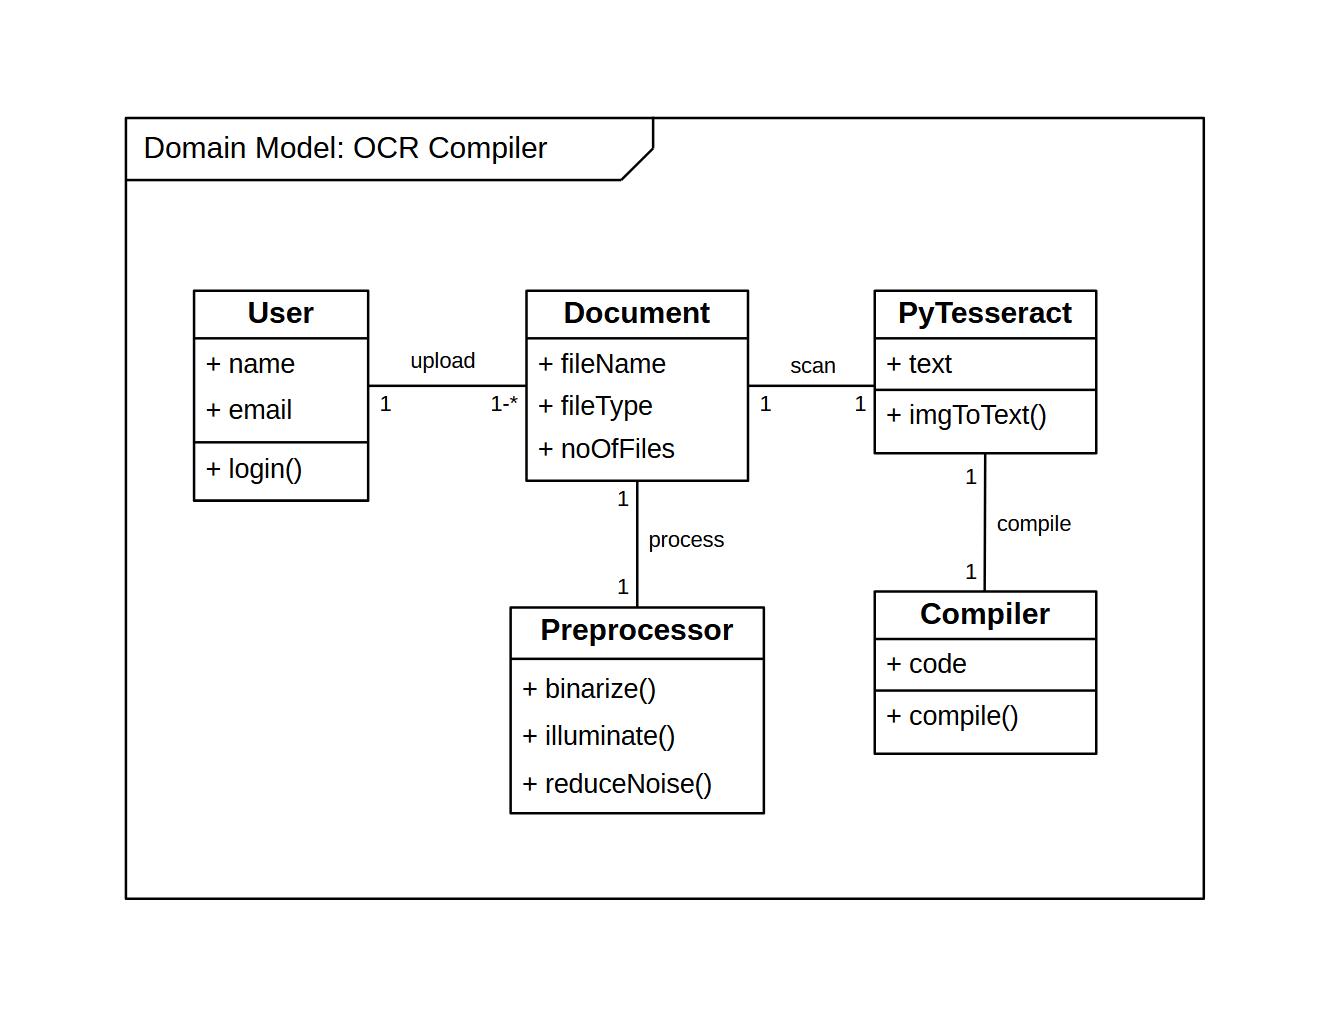 Domain Model: OCR Compiler
User
+ name
+ email
+ login()
upload
1
1-*
Document
+ fileName
+ fileType
+ noOfFiles
scan
1
1
PyTesseract
+ text
+ imgToText()
1
process
1
Preprocessor
+ binarize()
+ illuminate()
+ reduceNoise()
1
compile
1
Compiler
+ code
+ compile()